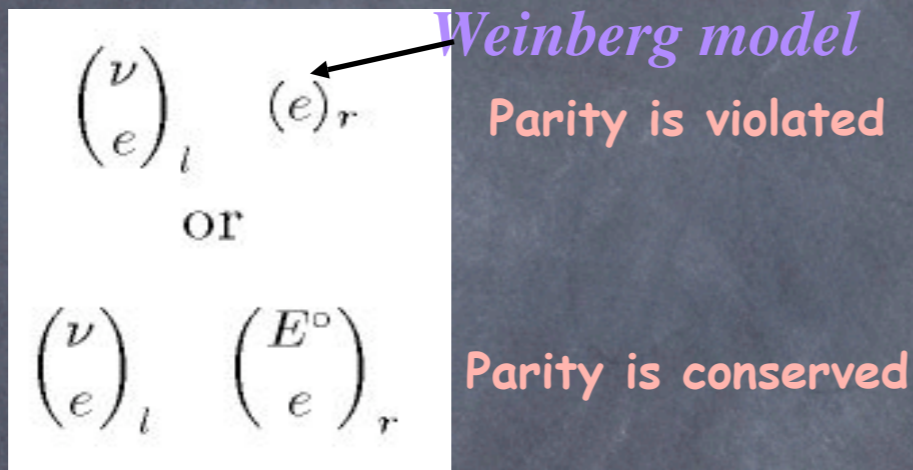 Weinberg model
ν
e
l
(e)r
Parity is violated
or
ν
e
l
E°
e
r
Parity is conserved